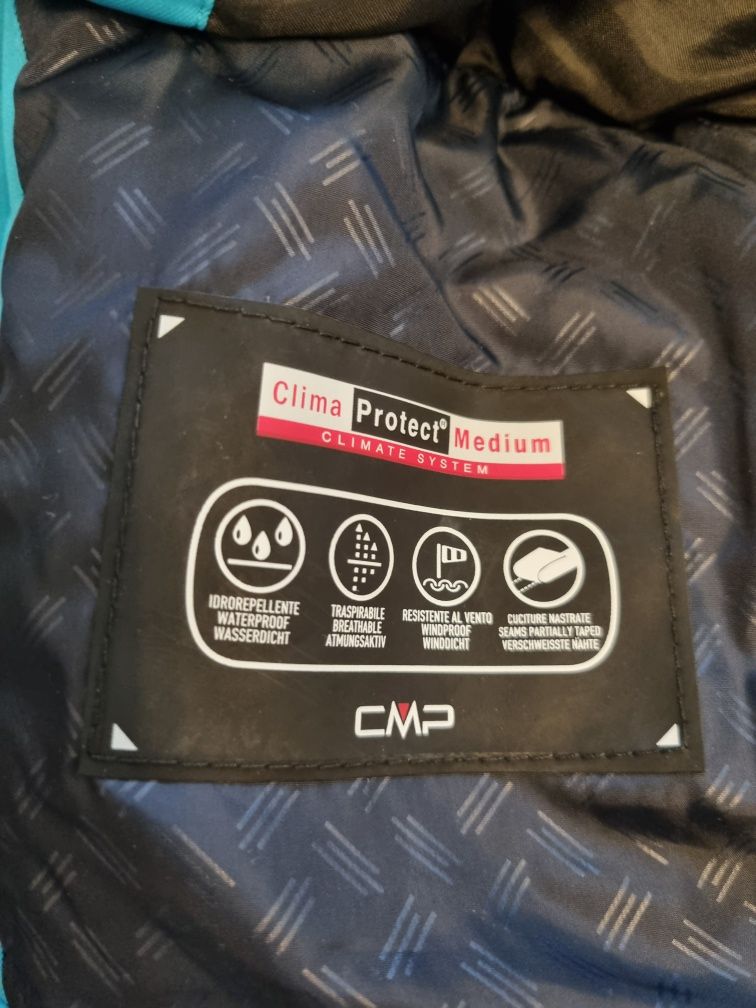 Clima Protect® Medium
CLIMATE SYSTEM
IDROREPELLENTE
WATERPROOF
WASSERDICHT
TRASPIRABILE
BREATHABLE
ATMUNGSAKTIV
RESISTENTE AL VENTO
WINDPROOF
WINDDICHT
CUCITURE NASTRATE
SEAMS PARTIALLY TAPED
VERSCHWEISSTE NÄHTE
CMP